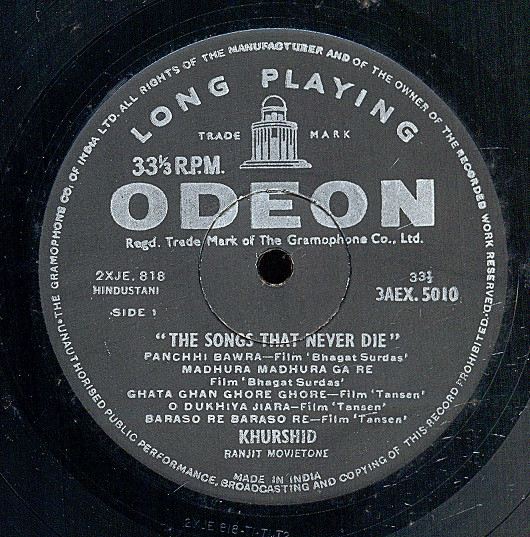 THE GRAMOPHONE CO. OF INDIA LTD. ALL RIGHTS OF THE MANUFACTURER AND OF THE OWNER OF THE RECORDED WORK RESERVED.
UNAUTHORISED PUBLIC PERFORMANCE, BROADCASTING AND COPYING OF THIS RECORD PROHIBITED.
LONG PLAYING
TRADE MARK
33⅓ R.P.M.
ODEON
Regd. Trade Mark of The Gramophone Co., Ltd.
2XJE. 818 33⅓
HINDUSTANI 3AEX. 5010
SIDE 1
"THE SONGS THAT NEVER DIE"
PANCHHI BAWRA—Film 'Bhagat Surdas'
MADHURA MADHURA GA RE
Film 'Bhagat Surdas'
GHATA GHAN GHORE GHORE—Film 'Tansen'
O DUKHIYA JIARA—Film 'Tansen'
BARASO RE BARASO RE—Film 'Tansen'
KHURSHID
RANJIT MOVIETONE
MADE IN INDIA